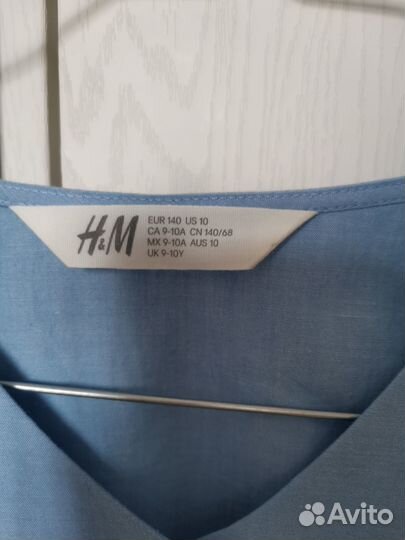 H&M
EUR 140 US 10
CA 9-10A CN 140/68
MX 9-10A AUS 10
UK 9-10Y
Avito